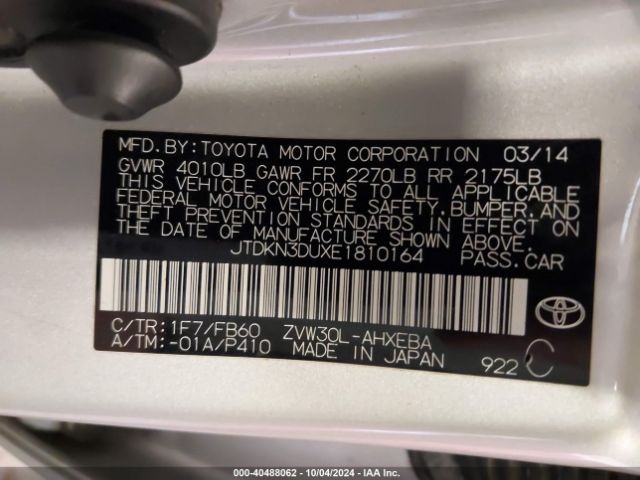 MFD.BY:TOYOTA MOTOR CORPORATION 03/14
GVWR 4010LB GAWR FR 2270LB RR 2175LB
THIS VEHICLE CONFORMS TO ALL APPLICABLE
FEDERAL MOTOR VEHICLE SAFETY,BUMPER,AND
THEFT PREVENTION STANDARDS IN EFFECT ON
THE DATE OF MANUFACTURE SHOWN ABOVE.
JTDKN3DUXE1810164 PASS.CAR
C/TR:1F7/FB60 ZVW30L-AHXEBA
A/TM:-01A/P410 MADE IN JAPAN 922 C
000-40488062 - 10/04/2024 - IAA Inc.